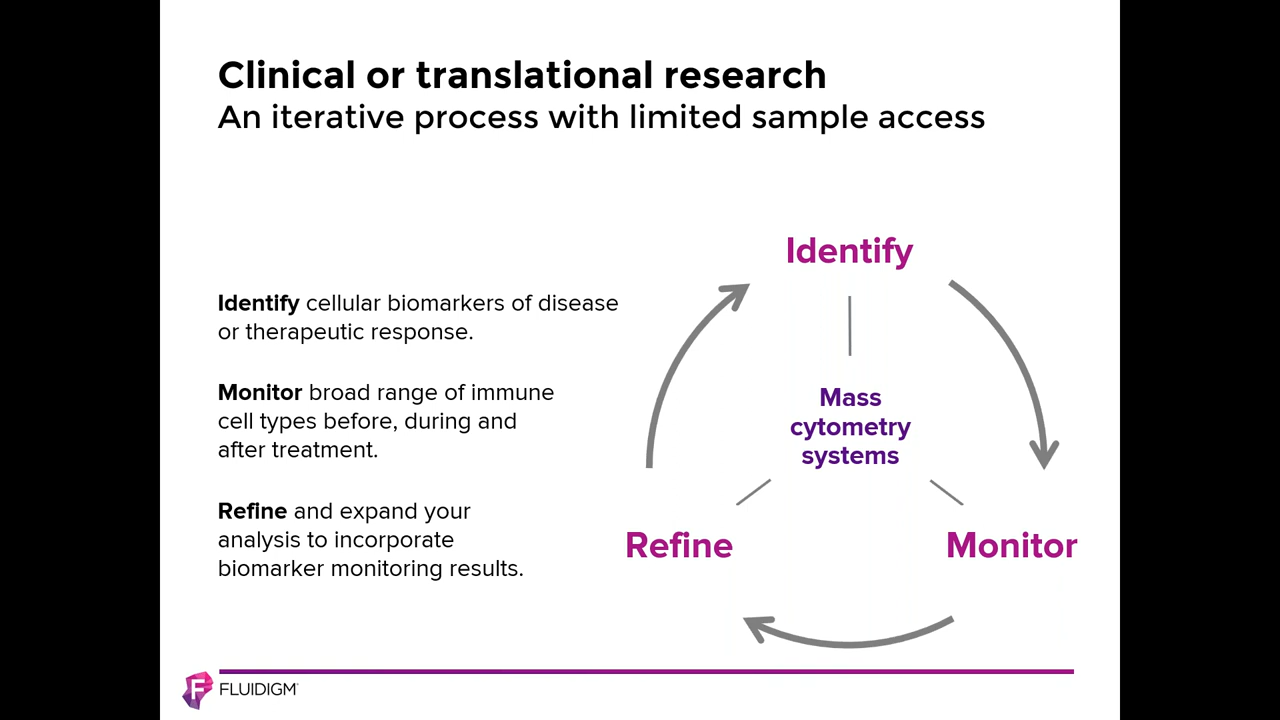 Clinical or translational research
An iterative process with limited sample access
Identify cellular biomarkers of disease
or therapeutic response.
Monitor broad range of immune
cell types before, during and
after treatment.
Refine and expand your
analysis to incorporate
biomarker monitoring results.
Identify
Mass
cytometry
systems
Refine
Monitor
F
FLUIDIGM